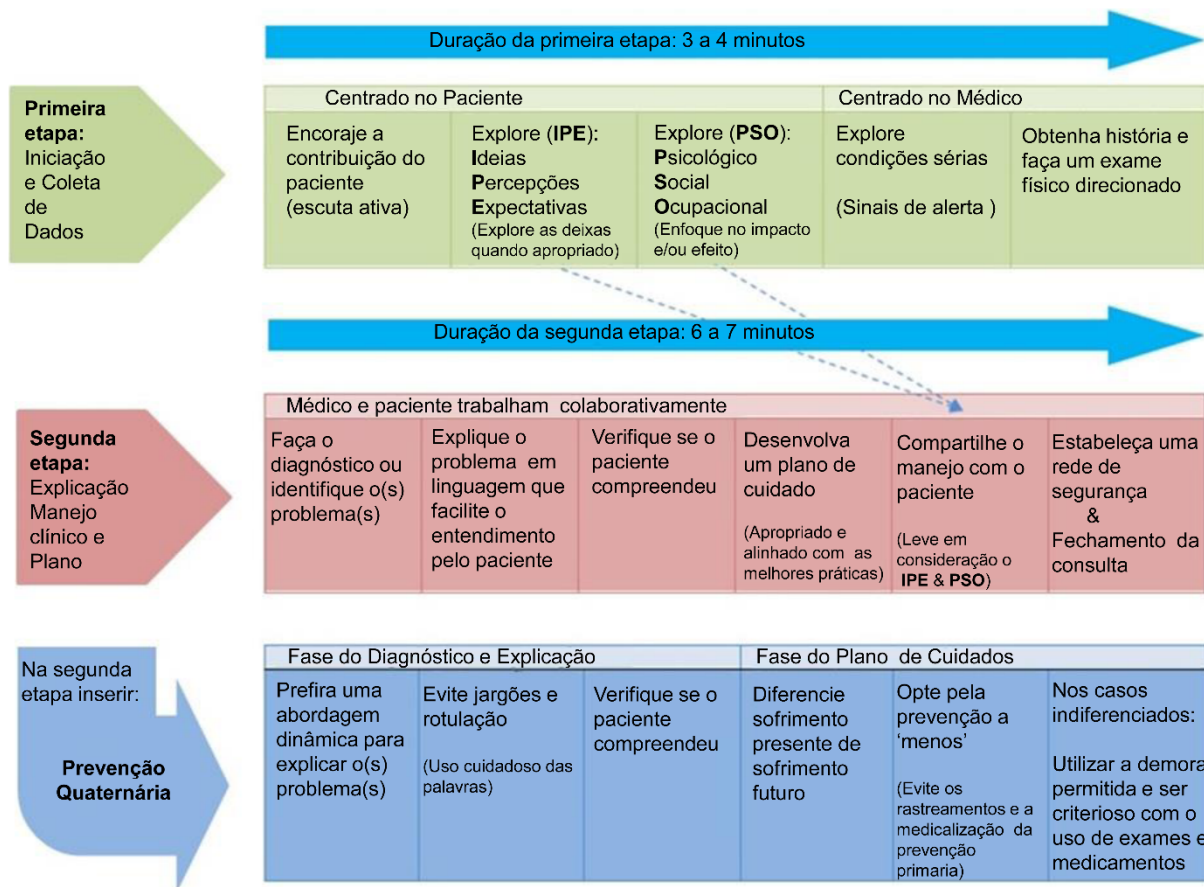 Duração da primeira etapa: 3 a 4 minutos
Primeira
etapa:
Iniciação
e Coleta
de
Dados
Centrado no Paciente
Centrado no Médico
Encoraje a
contribuição do
paciente
(escuta ativa)
Explore (IPE):
Ideias
Percepções
Expectativas
(Explore as deixas
quando apropriado)
Explore (PSO):
Psicológico
Social
Ocupacional
(Enfoque no impacto
e/ou efeito)
Explore
condições sérias
(Sinais de alerta )
Obtenha história e
faça um exame
físico direcionado
Duração da segunda etapa: 6 a 7 minutos
Segunda
etapa:
Explicação
Manejo
clínico e
Plano
Médico e paciente trabalham colaborativamente
Faça o
diagnóstico ou
identifique o(s)
problema(s)
Explique o
problema em
linguagem que
facilite o
entendimento
pelo paciente
Verifique se o
paciente
compreendeu
Desenvolva
um plano de
cuidado
(Apropriado e
alinhado com as
melhores práticas)
Compartilhe o
manejo com o
paciente
(Leve em
consideração o
IPE & PSO)
Estabeleça uma
rede de
segurança
&
Fechamento da
consulta
Na segunda
etapa inserir:
Prevenção
Quaternária
Fase do Diagnóstico e Explicação
Fase do Plano de Cuidados
Prefira uma
abordagem
dinâmica para
explicar o(s)
problema(s)
Evite jargões e
rotulação
(Uso cuidadoso das
palavras)
Verifique se o
paciente
compreendeu
Diferencie
sofrimento
presente de
sofrimento
futuro
Opte pela
prevenção a
‘menos’
(Evite os
rastreamentos e a
medicalização da
prevenção
primaria)
Nos casos
indiferenciados:
Utilizar a demora
permitida e ser
criterioso com o
uso de exames e
medicamentos